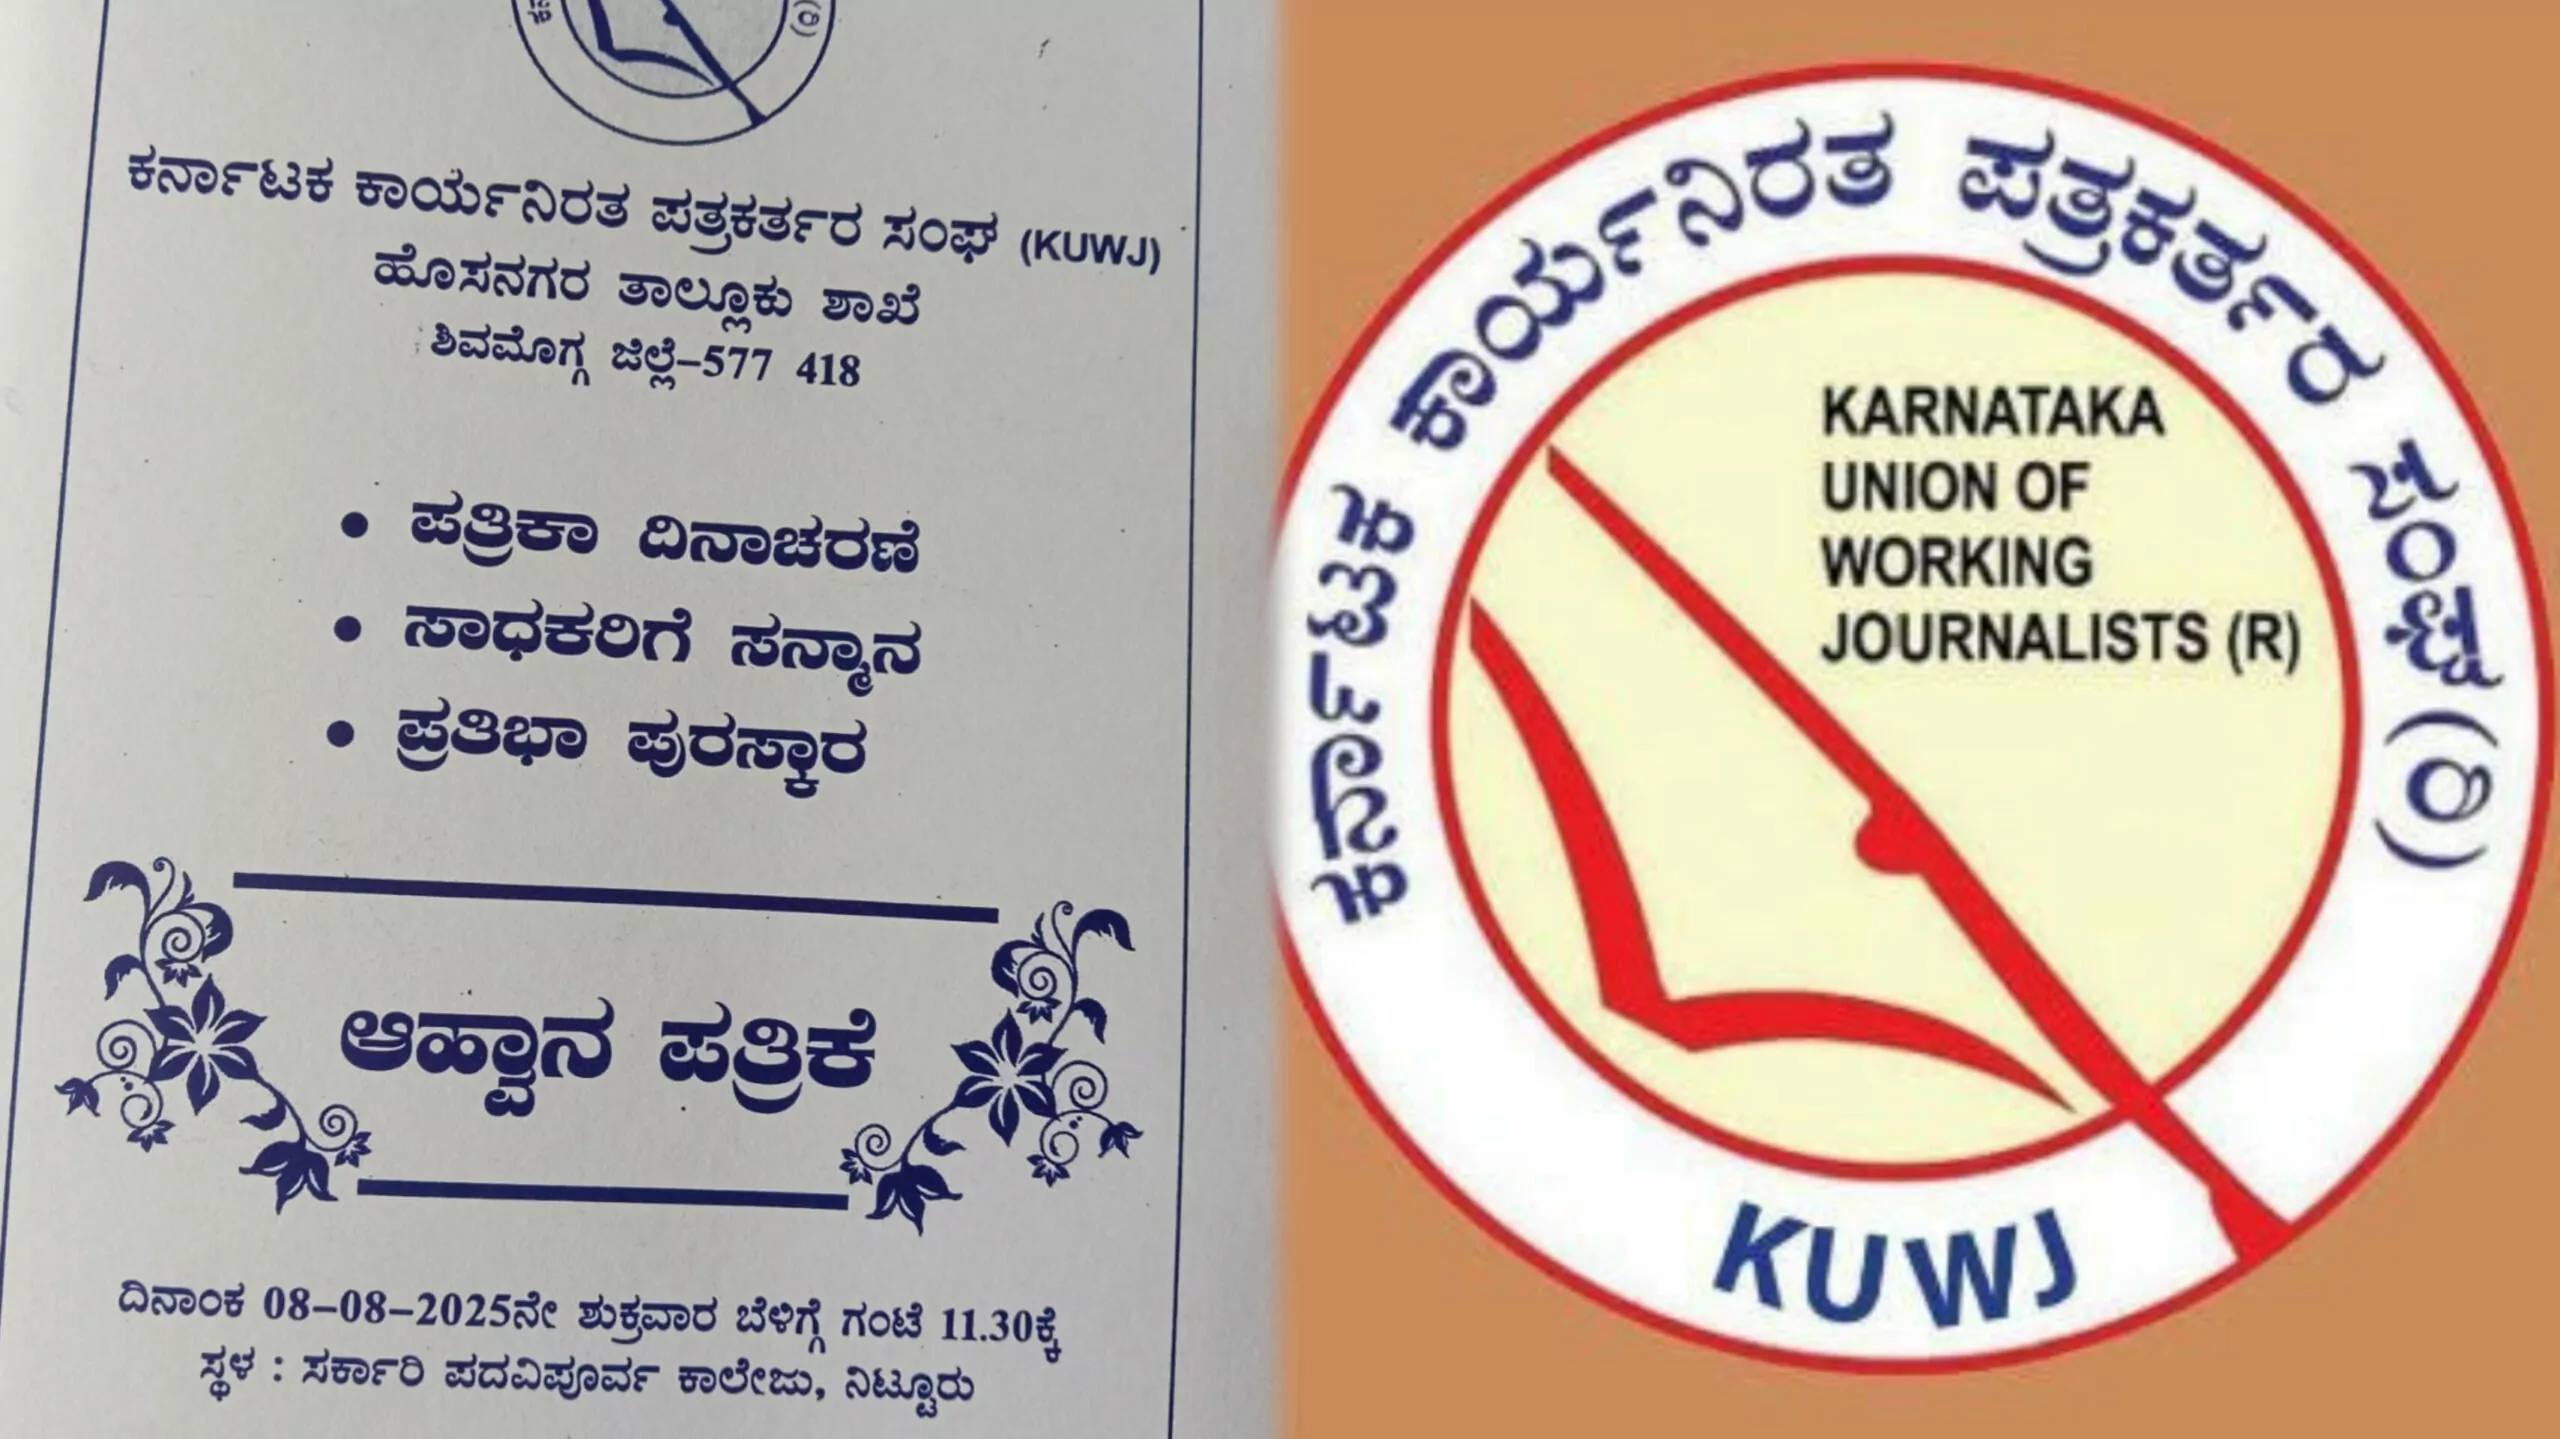 ಕರ್ನಾಟಕ ಕಾರ್ಯನಿರತ ಪತ್ರಕರ್ತರ ಸಂಘ (KUWJ)
ಹೊಸನಗರ ತಾಲ್ಲೂಕು ಶಾಖೆ
ಶಿವಮೊಗ್ಗ ಜಿಲ್ಲೆ–577 418
• ಪತ್ರಿಕಾ ದಿನಾಚರಣೆ
• ಸಾಧಕರಿಗೆ ಸನ್ಮಾನ
• ಪ್ರತಿಭಾ ಪುರಸ್ಕಾರ
ಆಹ್ವಾನ ಪತ್ರಿಕೆ
ದಿನಾಂಕ 08–08–2025ನೇ ಶುಕ್ರವಾರ ಬೆಳಿಗ್ಗೆ ಗಂಟೆ 11.30ಕ್ಕೆ
ಸ್ಥಳ : ಸರ್ಕಾರಿ ಪದವಿಪೂರ್ವ ಕಾಲೇಜು, ನಿಟ್ಟೂರು
ಕರ್ನಾಟಕ ಕಾರ್ಯನಿರತ ಪತ್ರಕರ್ತರ ಸಂಘ (ರಿ)
KARNATAKA
UNION OF
WORKING
JOURNALISTS (R)
KUWJ